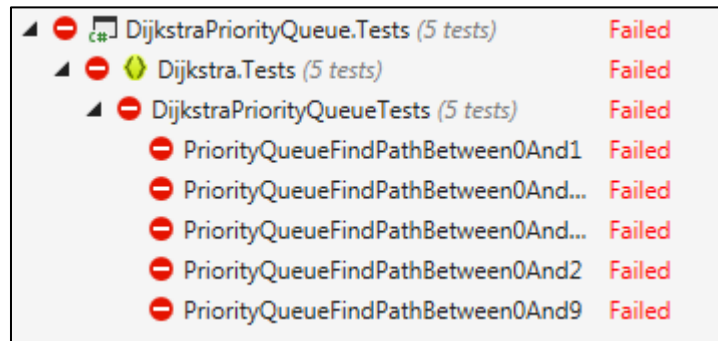 C# DijkstraPriorityQueue.Tests (5 tests) Failed
Dijkstra.Tests (5 tests) Failed
DijkstraPriorityQueueTests (5 tests) Failed
PriorityQueueFindPathBetween0And1 Failed
PriorityQueueFindPathBetween0And... Failed
PriorityQueueFindPathBetween0And... Failed
PriorityQueueFindPathBetween0And2 Failed
PriorityQueueFindPathBetween0And9 Failed